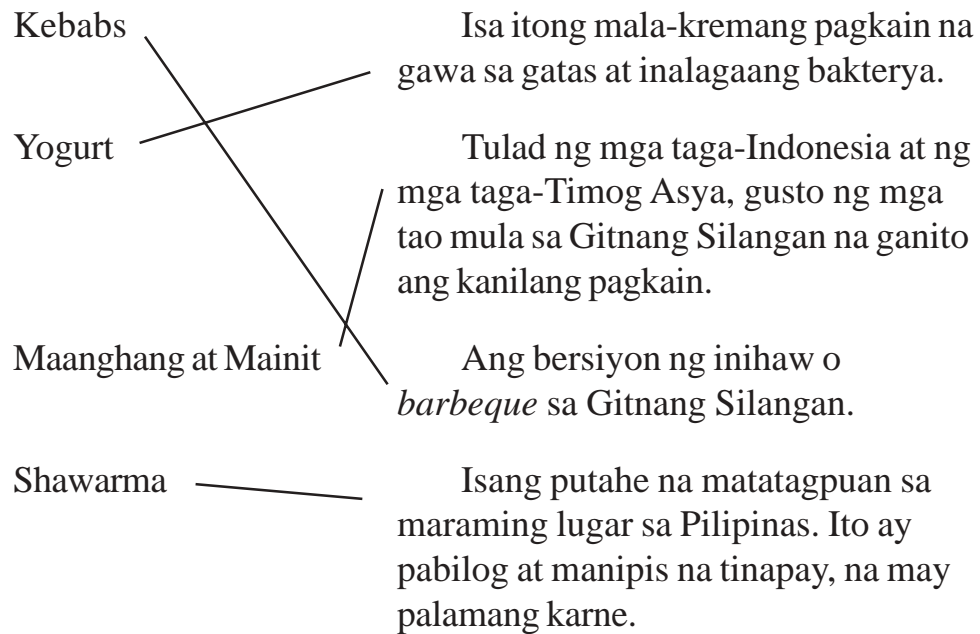 Kebabs
Isa itong mala-kremang pagkain na
gawa sa gatas at inalagaang bakterya.
Yogurt
Tulad ng mga taga-Indonesia at ng
mga taga-Timog Asya, gusto ng mga
tao mula sa Gitnang Silangan na ganito
ang kanilang pagkain.
Maanghang at Mainit
Ang bersiyon ng inihaw o
barbeque sa Gitnang Silangan.
Shawarma
Isang putahe na matatagpuan sa
maraming lugar sa Pilipinas. Ito ay
pabilog at manipis na tinapay, na may
palamang karne.